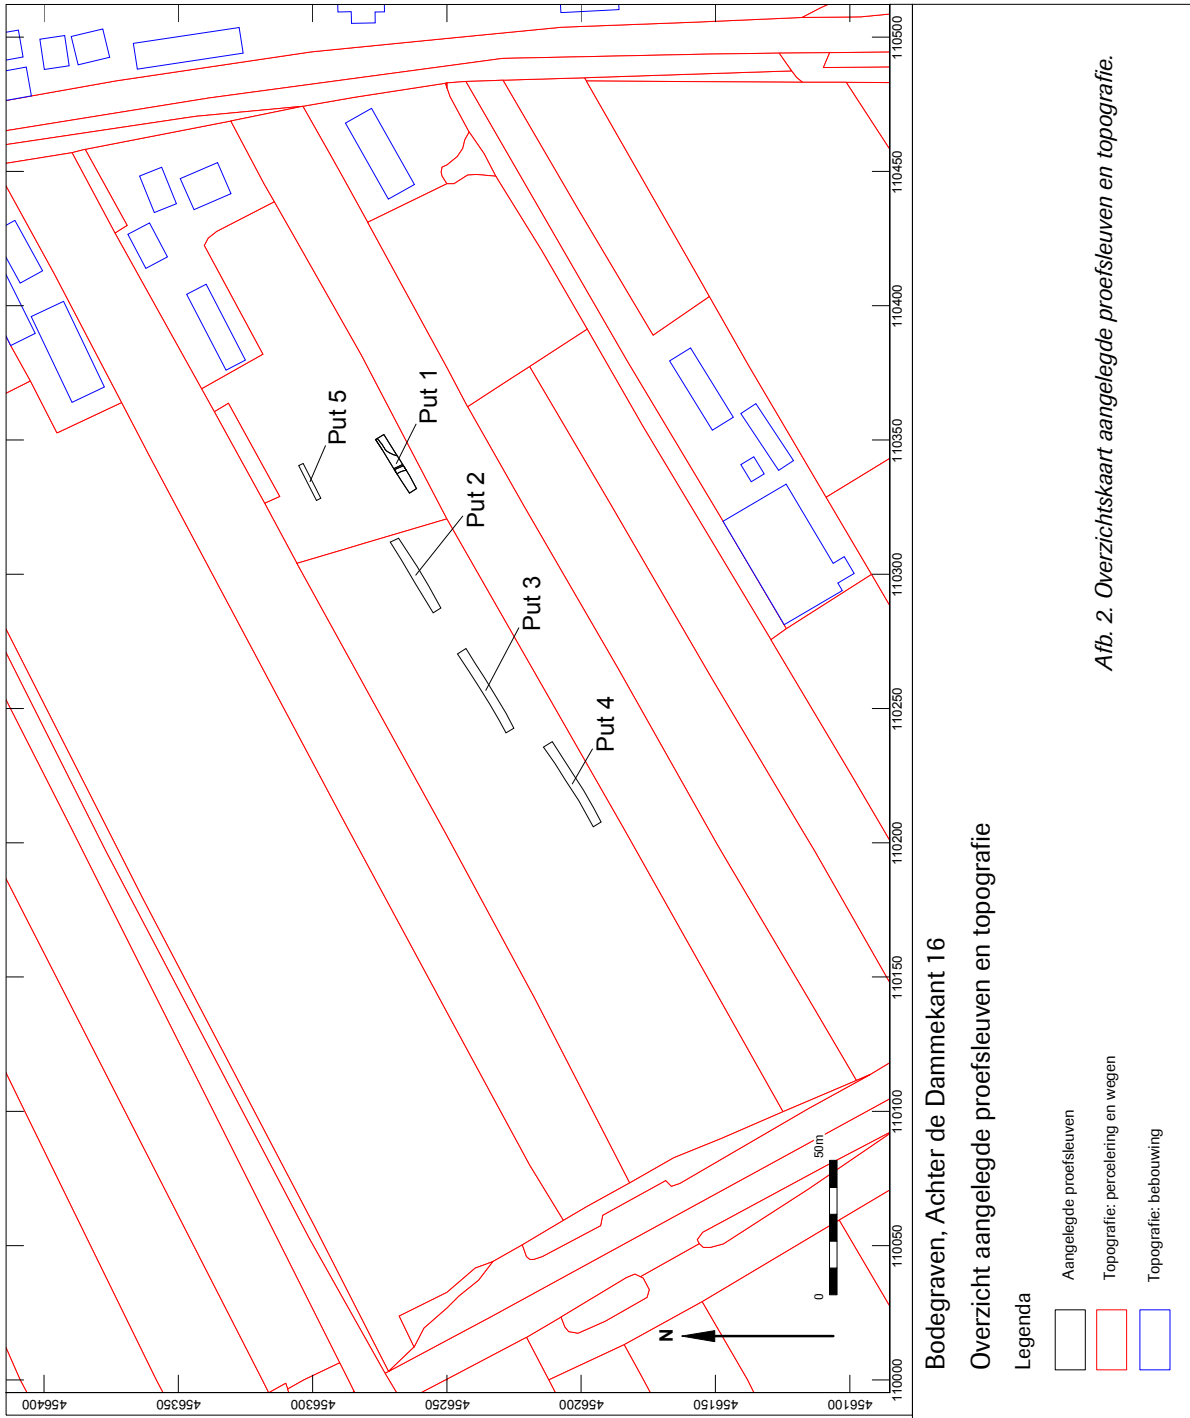 Put 5
Put 1
Put 2
Put 3
Put 4
456400
456350
456300
456250
456200
456150
456100
110000
110050
110100
110150
110200
110250
110300
110350
110400
110450
110500
N
0
50m
Bodegraven, Achter de Dammekant 16
Overzicht aangelegde proefsleuven en topografie
Legenda
Aangelegde proefsleuven
Topografie: percelering en wegen
Topografie: bebouwing
Afb. 2. Overzichtskaart aangelegde proefsleuven en topografie.